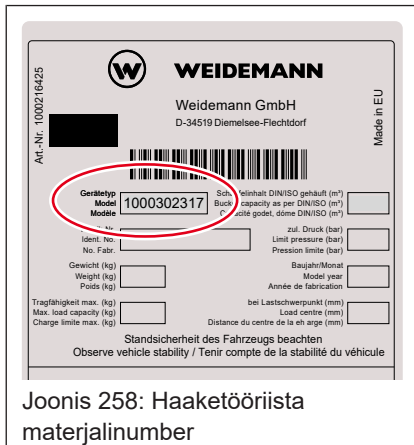 Art.-Nr. 1000216425
W WEIDEMANN
Weidemann GmbH
D-34519 Diemelsee-Flechtdorf
Made in EU
Gerätetyp
Model
Modèle
1000302317
DIN/ISO gehäuft (m³)
capacity as per DIN/ISO (m³)
godet, dóme DIN/ISO (m³)
Nr.
Ident. No.
No. Fabr.
zul. Druck (bar)
Limit pressure (bar)
Pression limite (bar)
Gewicht (kg)
Weight (kg)
Poids (kg)
Baujahr/Monat
Model year
Année de fabrication
Tragfähigkeit max. (kg)
Max. load capacity (kg)
Charge limite max. (kg)
bei Lastschwerpunkt (mm)
Load centre (mm)
Distance du centre de la eh arge (mm)
Standsicherheit des Fahrzeugs beachten
Observe vehicle stability / Tenir compte de la stabilité du véhicule
Joonis 258: Haaketööriista
materjalinumber